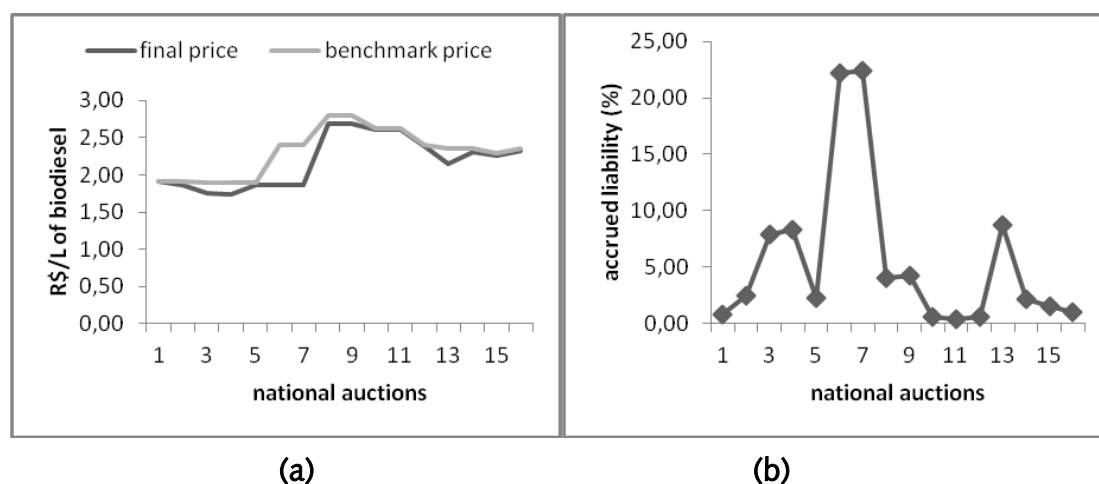 final price benchmark price
R$/L of biodiesel
3,00
2,50
2,00
1,50
1,00
0,50
0,00
1 3 5 7 9 11 13 15
national auctions
accrued liability (%)
25,00
20,00
15,00
10,00
5,00
0,00
1 3 5 7 9 11 13 15
national auctions
(a) (b)